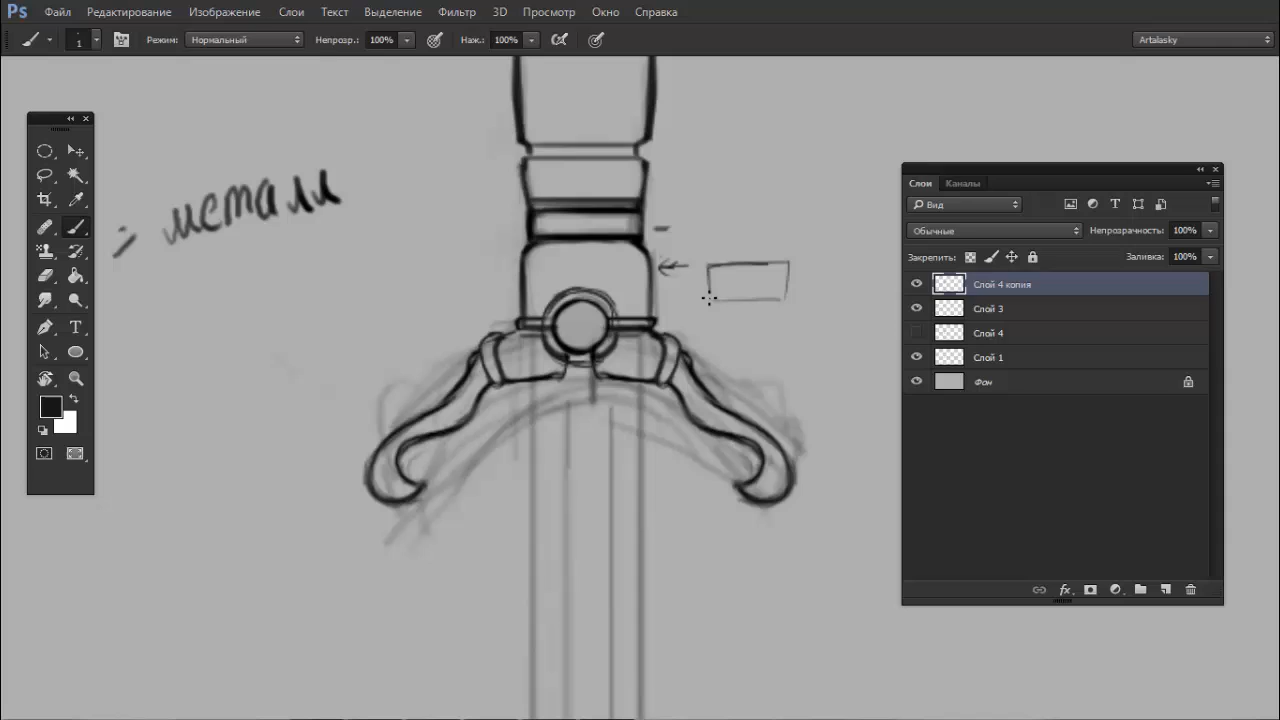 Ps Файл Редактирование Изображение Слои Текст Выделение Фильтр 3D Просмотр Окно Справка
1 Режим: Нормальный Непрозр.: 100% Наж.: 100% Artalasky
металл
Слои Каналы
Вид
Обычные Непрозрачность: 100%
Закрепить: Заливка: 100%
Слой 4 копия
Слой 3
Слой 4
Слой 1
Фон
fx